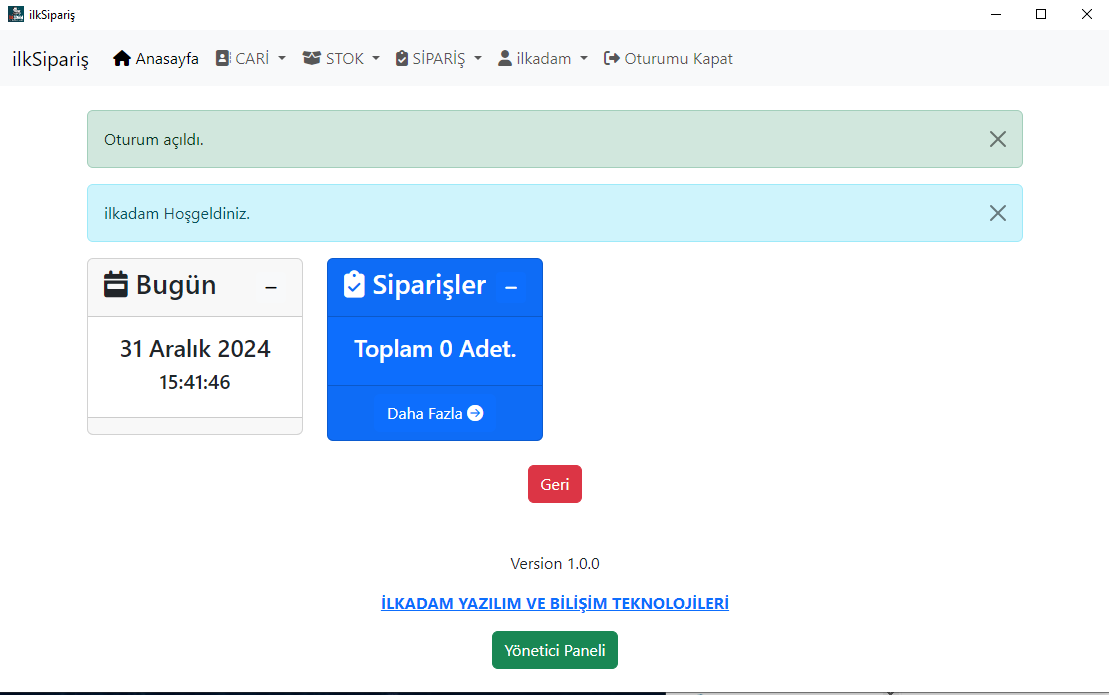 ilkSipariş
ilkSipariş Anasayfa CARİ STOK SİPARİŞ ilkadam Oturumu Kapat
Oturum açıldı.
ilkadam Hoşgeldiniz.
Bugün
31 Aralık 2024
15:41:46
Siparişler
Toplam 0 Adet.
Daha Fazla
Geri
Version 1.0.0
İLKADAM YAZILIM VE BİLİŞİM TEKNOLOJİLERİ
Yönetici Paneli